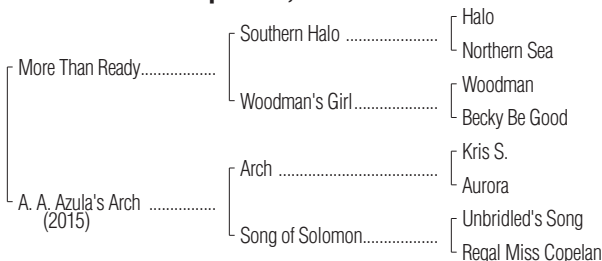 Halo
Southern Halo ....................
Northern Sea
More Than Ready.................
Woodman
Woodman's Girl..................
Becky Be Good
Kris S.
Arch ...................................
Aurora
A. A. Azula's Arch ...............
(2015)
Unbridled's Song
Song of Solomon................
Regal Miss Copelan